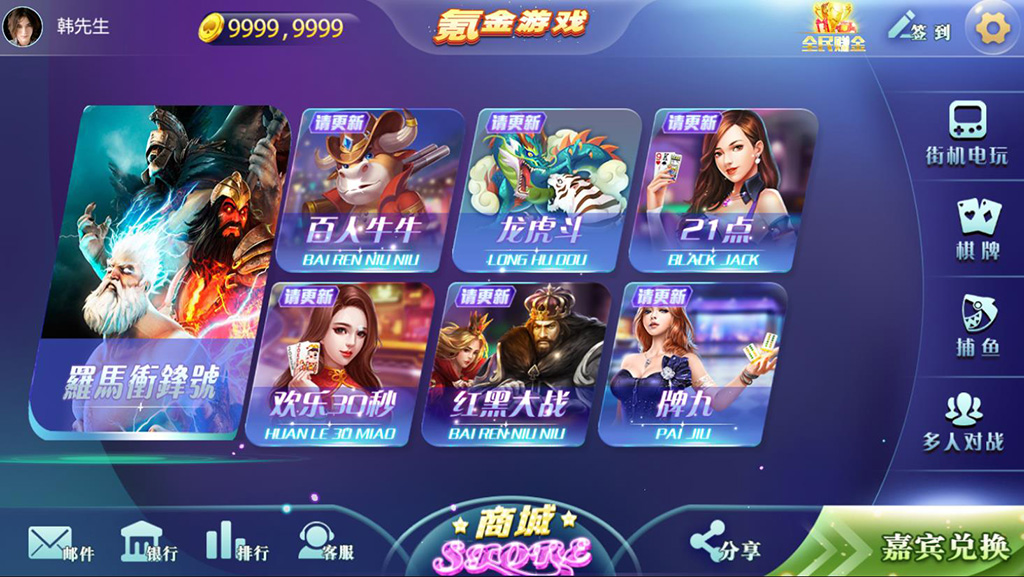 韩先生
9999,9999
氪金游戏
全民赚金
签到
街机电玩
棋牌
捕鱼
多人对战
羅馬衝鋒號
请更新
百人牛牛
BAI REN NIU NIU
请更新
龙虎斗
LONG HU DOU
请更新
21点
BLACK JACK
请更新
欢乐30秒
HUAN LE 30 MIAO
请更新
红黑大战
BAI REN NIU NIU
请更新
牌九
PAI JIU
邮件
银行
排行
客服
商城
分享
嘉宾兑换